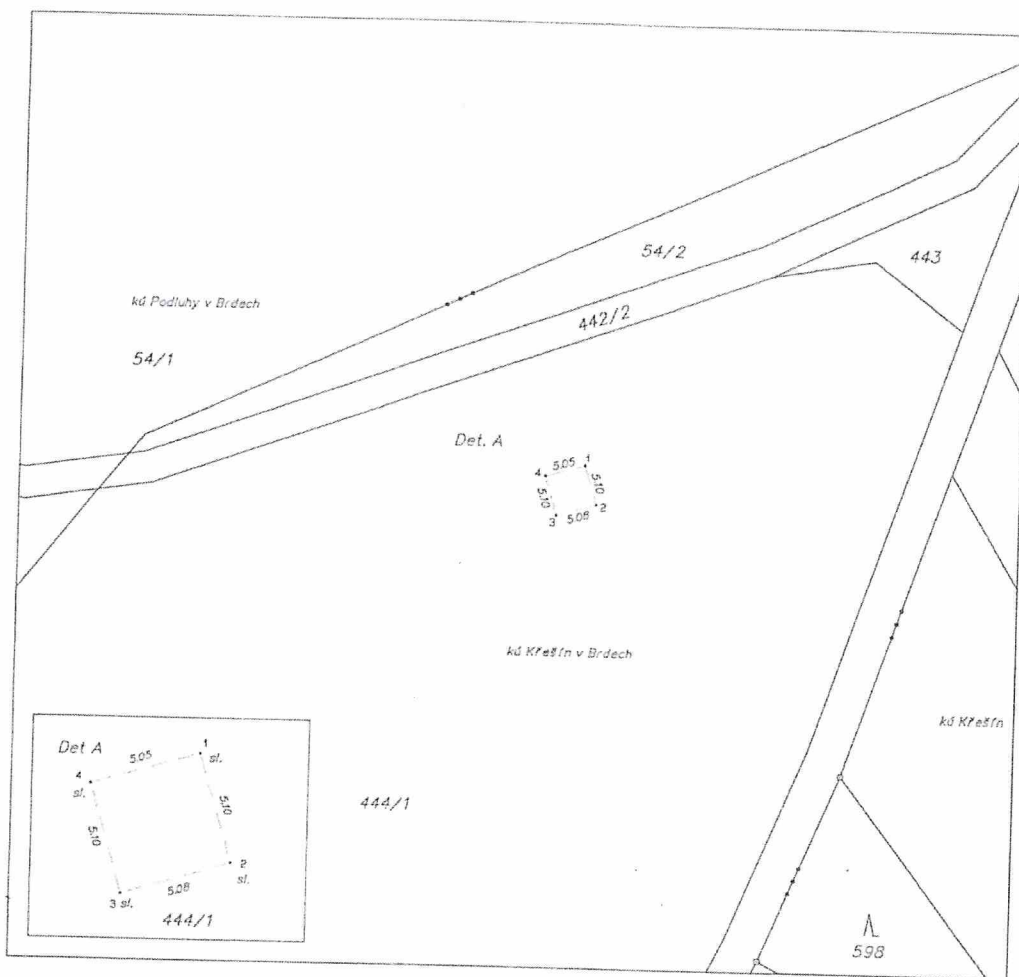 54/2
443
kú Podluhy v Brdech
442/2
54/1
Det. A
5.05
1
4
5.10
5.10
2
3
5.08
kú Křešín v Brdech
kú Křešín
Det A
5.05
1
sl.
4
sl.
5.10
5.10
444/1
2
sl.
5.08
3 sl.
444/1
598